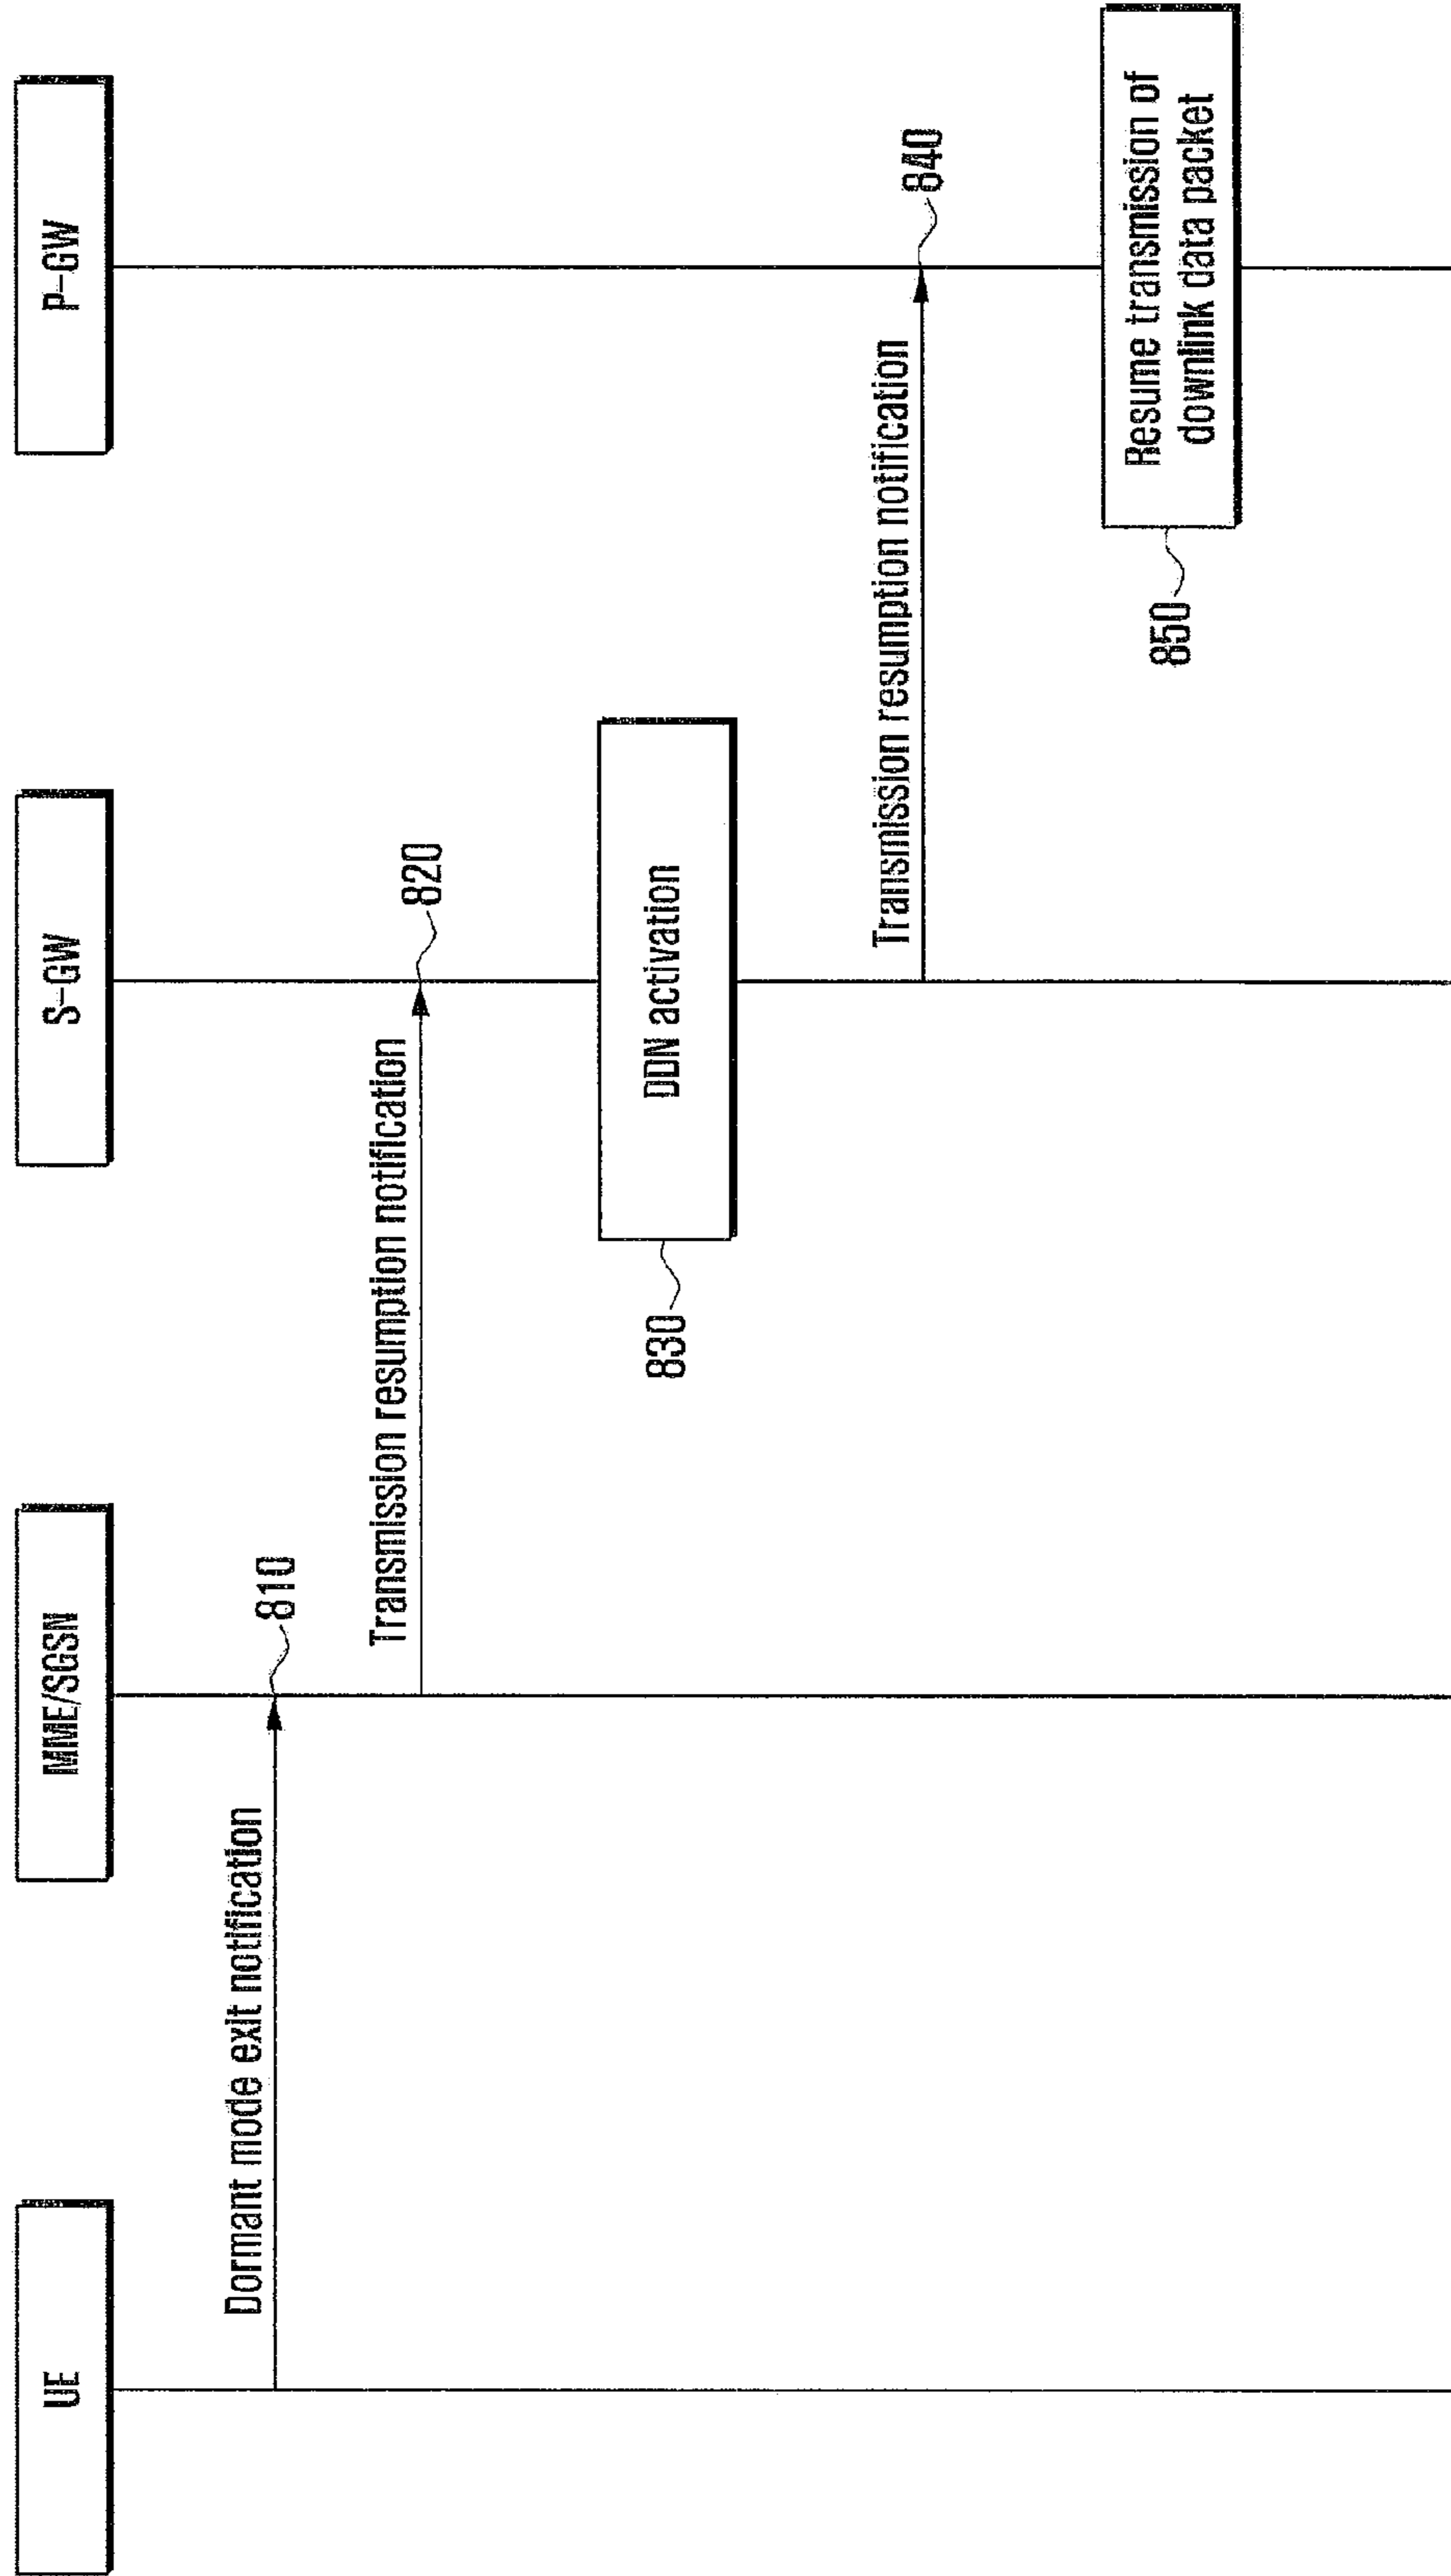 UE
MME/SGSN
S-GW
P-GW
Dormant mode exit notification
810
Transmission resumption notification
820
830
DDN activation
Transmission resumption notification
840
850
Resume transmission of
downlink data packet